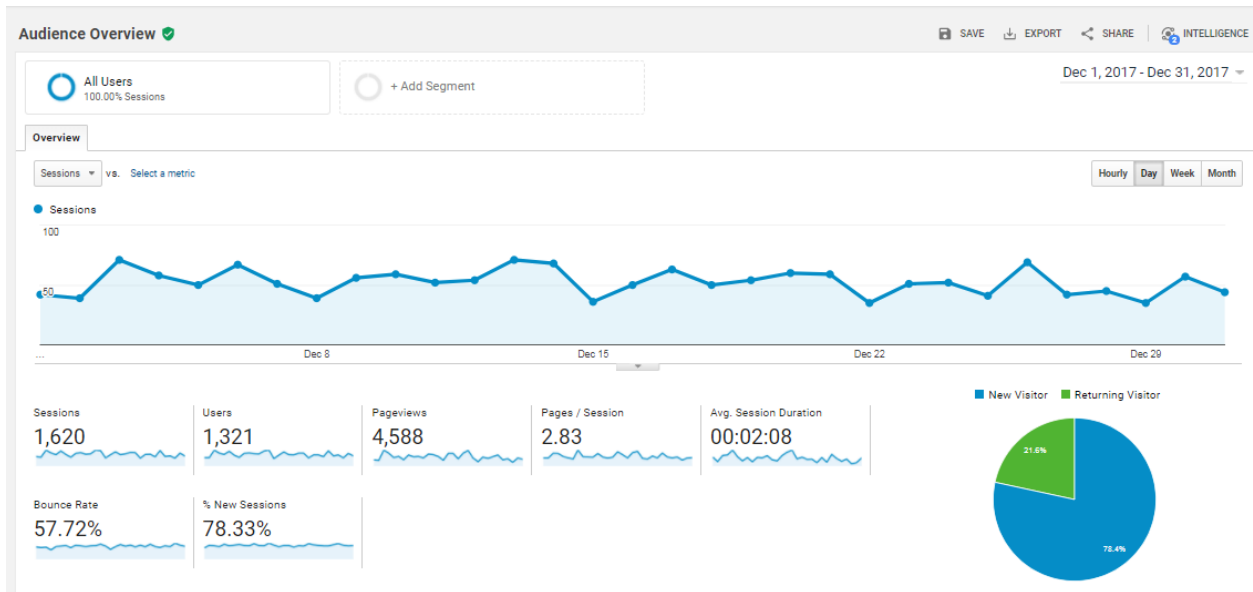 Audience Overview
SAVE EXPORT SHARE 2 INTELLIGENCE
All Users
100.00% Sessions
+ Add Segment
Dec 1, 2017 - Dec 31, 2017
Overview
Sessions vs. Select a metric
Hourly Day Week Month
Sessions
100
50
... Dec 8 Dec 15 Dec 22 Dec 29
New Visitor Returning Visitor
Sessions Users Pageviews Pages / Session Avg. Session Duration
1,620 1,321 4,588 2.83 00:02:08
21.6%
Bounce Rate % New Sessions
57.72% 78.33%
78.4%